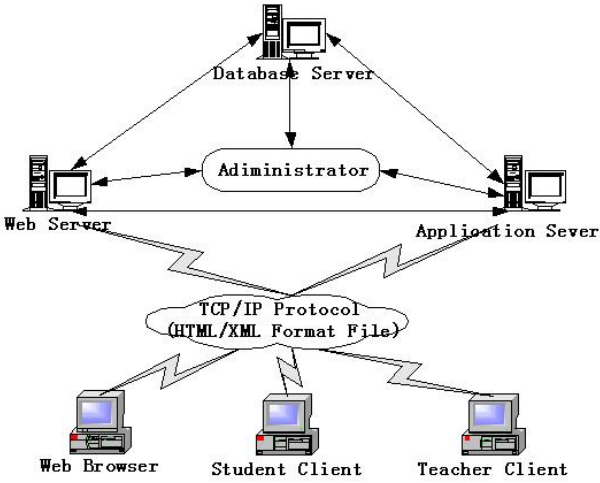 Database Server
Adiministrator
Web Server
Application Sever
TCP/IP Protocol
(HTML/XML Format File)
Web Browser
Student Client
Teacher Client